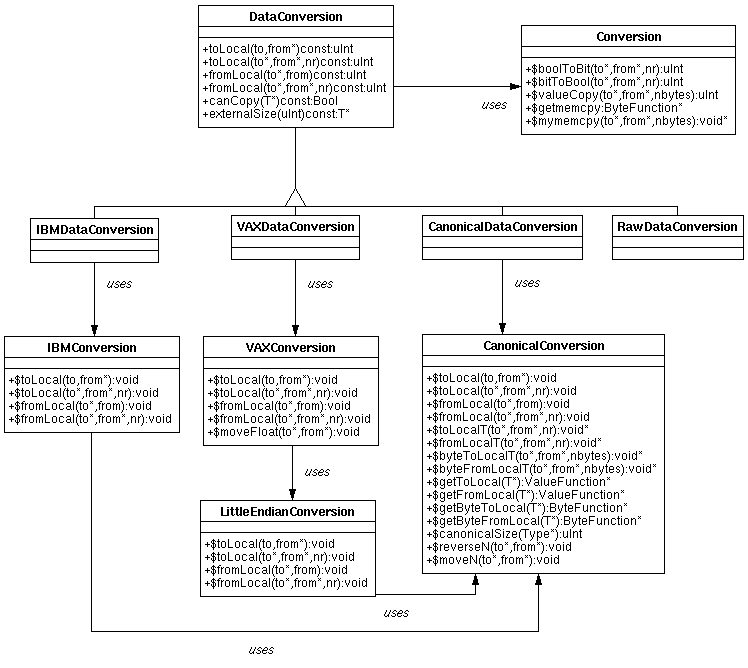 DataConversion
+toLocal(to,from*)const:uInt
+toLocal(to*,from*,nr)const:uInt
+fromLocal(to*,from)const:uInt
+fromLocal(to*,from*,nr)const:uInt
+canCopy(T*)const:Bool
+externalSize(uInt)const:T*
Conversion
+$boolToBit(to*,from*,nr):uInt
+$bitToBool(to*,from*,nr):uInt
+$valueCopy(to*,from*,nbytes):uInt
+$getmemcpy:ByteFunction*
+$mymemcpy(to*,from*,nbytes):void*
uses
IBMDataConversion
VAXDataConversion
CanonicalDataConversion
RawDataConversion
uses
uses
uses
IBMConversion
+$toLocal(to,from*):void
+$toLocal(to*,from*,nr):void
+$fromLocal(to*,from):void
+$fromLocal(to*,from*,nr):void
VAXConversion
+$toLocal(to,from*):void
+$toLocal(to*,from*,nr):void
+$fromLocal(to*,from):void
+$fromLocal(to*,from*,nr):void
+$moveFloat(to*,from*):void
CanonicalConversion
+$toLocal(to,from*):void
+$toLocal(to*,from*,nr):void
+$fromLocal(to*,from):void
+$fromLocal(to*,from*,nr):void
+$toLocalT(to*,from*,nr):void*
+$fromLocalT(to*,from*,nr):void*
+$byteToLocalT(to*,from*,nbytes):void*
+$byteFromLocalT(to*,from*,nbytes):void*
+$getToLocal(T*):ValueFunction*
+$getFromLocal(T*):ValueFunction*
+$getByteToLocal(T*):ByteFunction*
+$getByteFromLocal(T*):ByteFunction*
+$canonicalSize(Type*):uInt
+$reverseN(to*,from*):void
+$moveN(to*,from*):void
uses
LittleEndianConversion
+$toLocal(to,from*):void
+$toLocal(to*,from*,nr):void
+$fromLocal(to*,from):void
+$fromLocal(to*,from*,nr):void
uses
uses